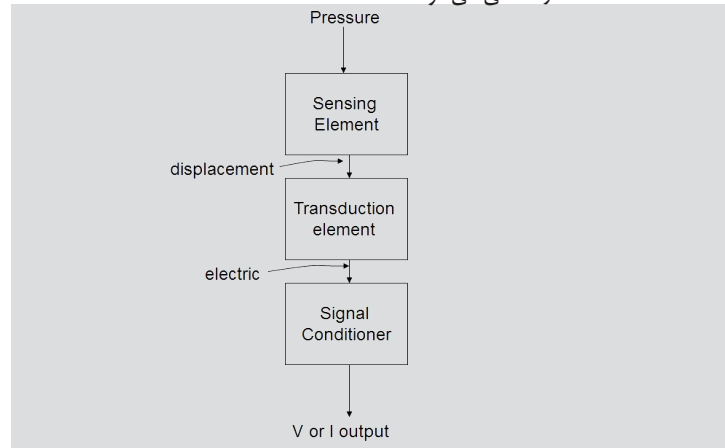 Pressure
Sensing
Element
displacement
Transduction
element
electric
Signal
Conditioner
V or I output